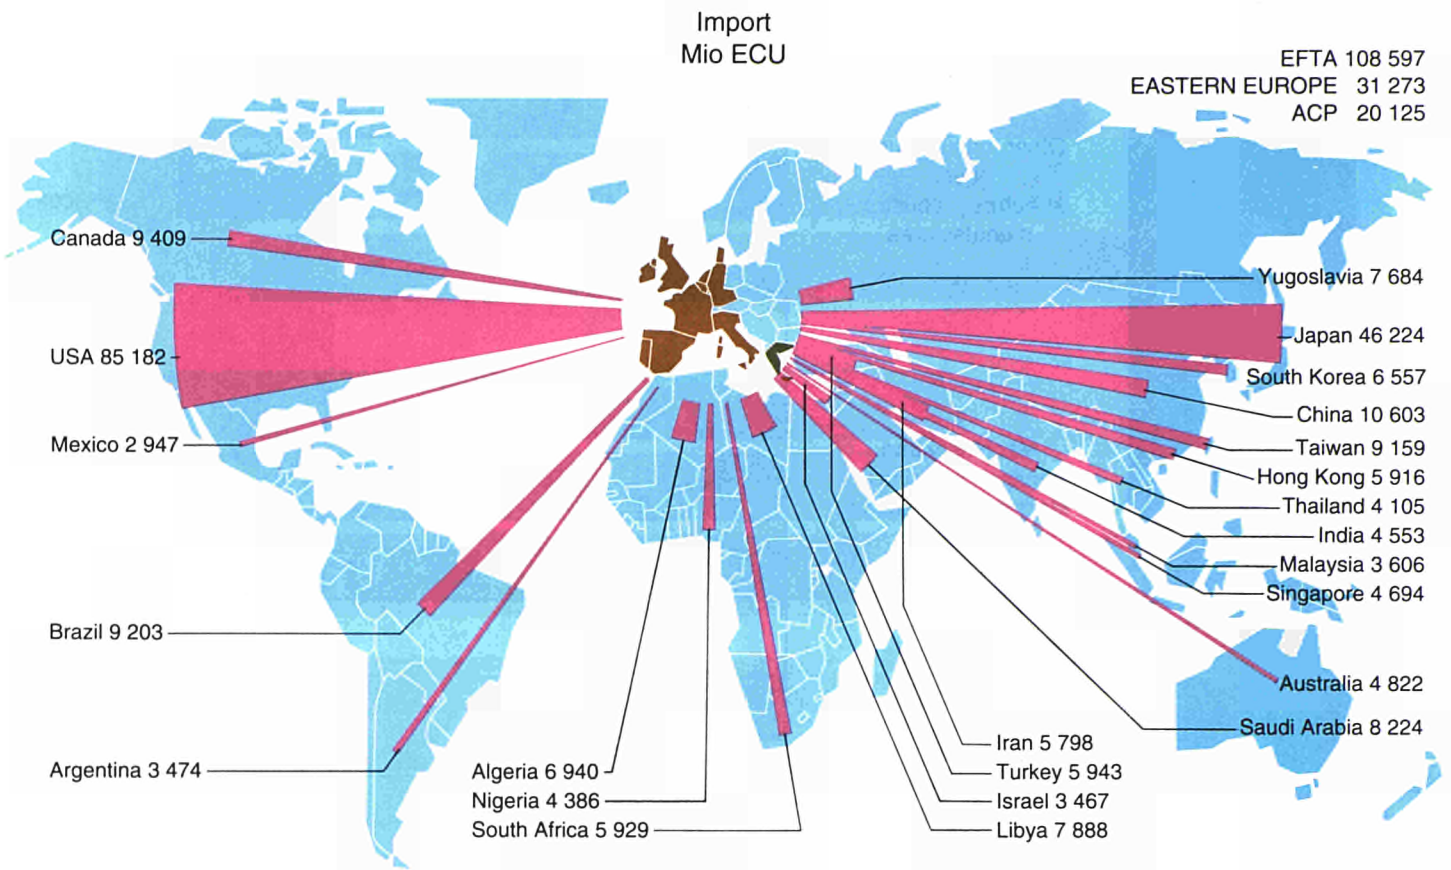 Import
Mio ECU
EFTA 108 597
EASTERN EUROPE 31 273
ACP 20 125
Canada 9 409
USA 85 182
Mexico 2 947
Brazil 9 203
Argentina 3 474
Algeria 6 940
Nigeria 4 386
South Africa 5 929
Yugoslavia 7 684
Japan 46 224
South Korea 6 557
China 10 603
Taiwan 9 159
Hong Kong 5 916
Thailand 4 105
India 4 553
Malaysia 3 606
Singapore 4 694
Australia 4 822
Saudi Arabia 8 224
Iran 5 798
Turkey 5 943
Israel 3 467
Libya 7 888